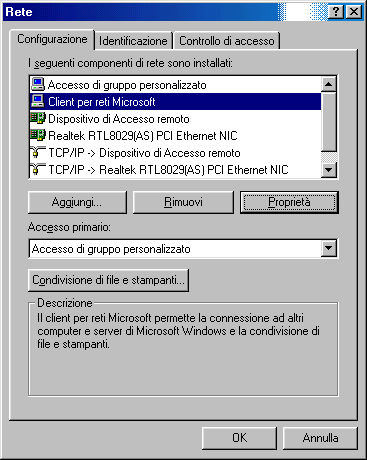 Rete
Configurazione Identificazione Controllo di accesso
I seguenti componenti di rete sono installati:
Accesso di gruppo personalizzato
Client per reti Microsoft
Dispositivo di Accesso remoto
Realtek RTL8029(AS) PCI Ethernet NIC
TCP/IP -> Dispositivo di Accesso remoto
TCP/IP -> Realtek RTL8029(AS) PCI Ethernet NIC
Aggiungi... Rimuovi Proprietà
Accesso primario:
Accesso di gruppo personalizzato
Condivisione di file e stampanti...
Descrizione
Il client per reti Microsoft permette la connessione ad altri
computer e server di Microsoft Windows e la condivisione di
file e stampanti.
OK Annulla